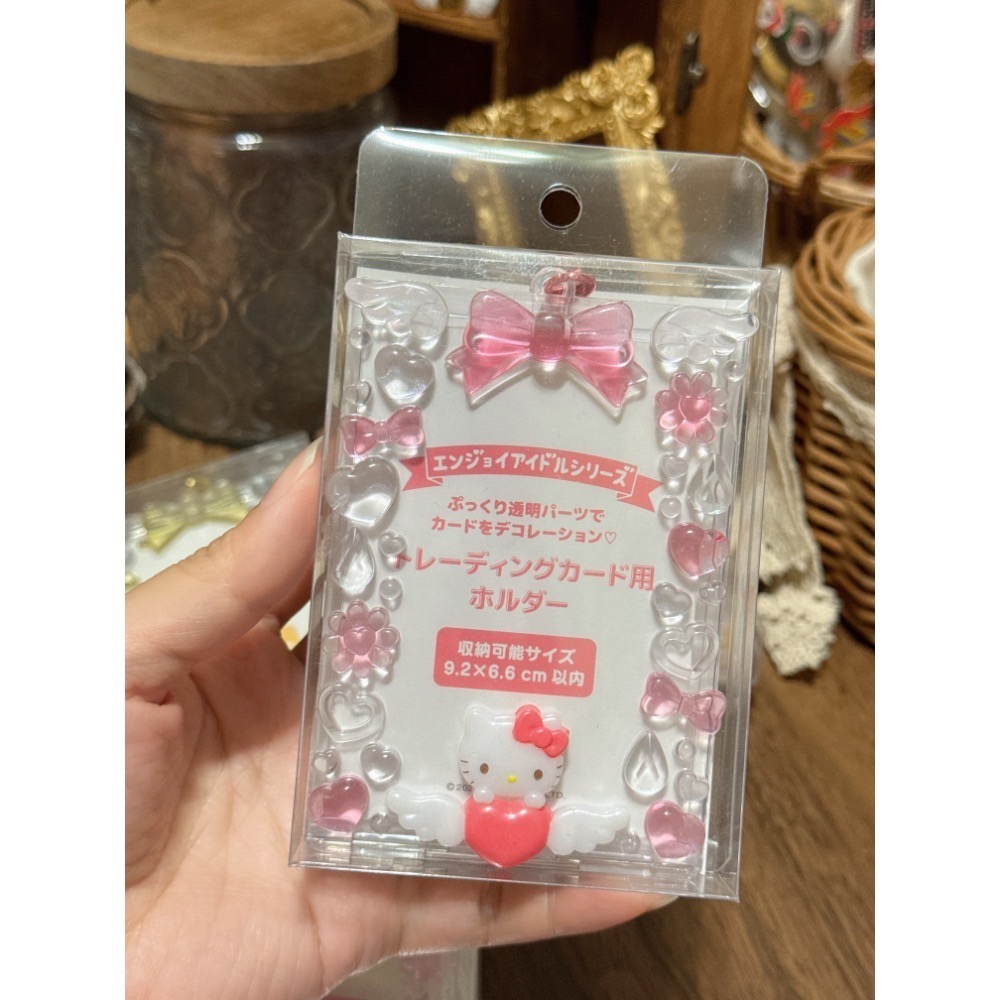 エンジョイアイドルシリーズ
ぷっくり透明パーツで
カードをデコレーション♡
トレーディングカード用
ホルダー
収納可能サイズ
9.2×6.6 cm 以内